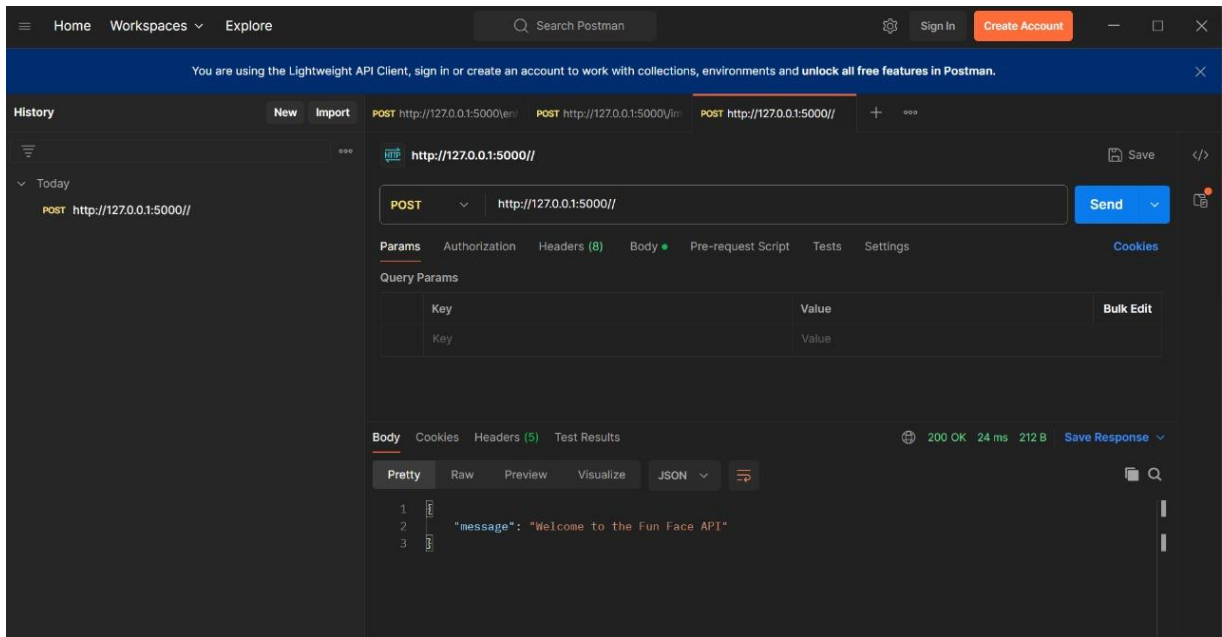 Home Workspaces Explore Search Postman Sign In Create Account
You are using the Lightweight API Client, sign in or create an account to work with collections, environments and unlock all free features in Postman.
History New Import POST http://127.0.0.1:5000\en POST http://127.0.0.1:5000\/im POST http://127.0.0.1:5000//
HTTP http://127.0.0.1:5000// Save
Today
POST http://127.0.0.1:5000//
POST http://127.0.0.1:5000// Send
Params Authorization Headers (8) Body Pre-request Script Tests Settings Cookies
Query Params
Key Value Bulk Edit
Key Value
Body Cookies Headers (5) Test Results 200 OK 24 ms 212 B Save Response
Pretty Raw Preview Visualize JSON
1 {
2 "message": "Welcome to the Fun Face API"
3 }